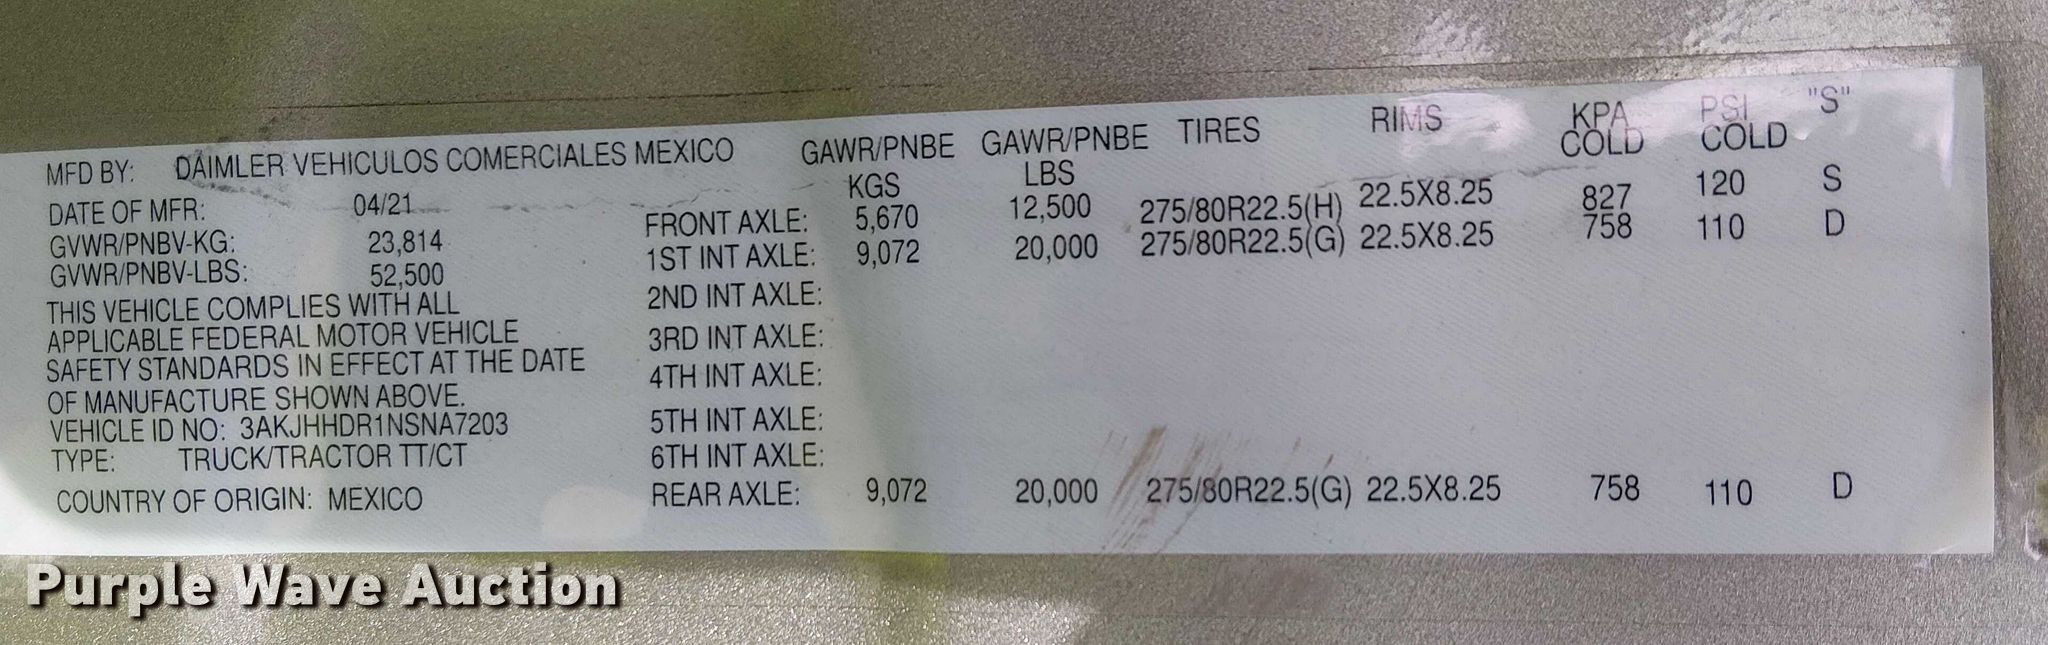 MFD BY: DAIMLER VEHICULOS COMERCIALES MEXICO
DATE OF MFR: 04/21
GVWR/PNBV-KG: 23,814
GVWR/PNBV-LBS: 52,500
THIS VEHICLE COMPLIES WITH ALL
APPLICABLE FEDERAL MOTOR VEHICLE
SAFETY STANDARDS IN EFFECT AT THE DATE
OF MANUFACTURE SHOWN ABOVE.
VEHICLE ID NO: 3AKJHHDR1NSNA7203
TYPE: TRUCK/TRACTOR TT/CT
COUNTRY OF ORIGIN: MEXICO
GAWR/PNBE GAWR/PNBE TIRES RIMS KPA PSI "S"
KGS LBS COLD COLD
FRONT AXLE: 5,670 12,500 275/80R22.5(H) 22.5X8.25 827 120 S
1ST INT AXLE: 9,072 20,000 275/80R22.5(G) 22.5X8.25 758 110 D
2ND INT AXLE:
3RD INT AXLE:
4TH INT AXLE:
5TH INT AXLE:
6TH INT AXLE:
REAR AXLE: 9,072 20,000 275/80R22.5(G) 22.5X8.25 758 110 D
Purple Wave Auction